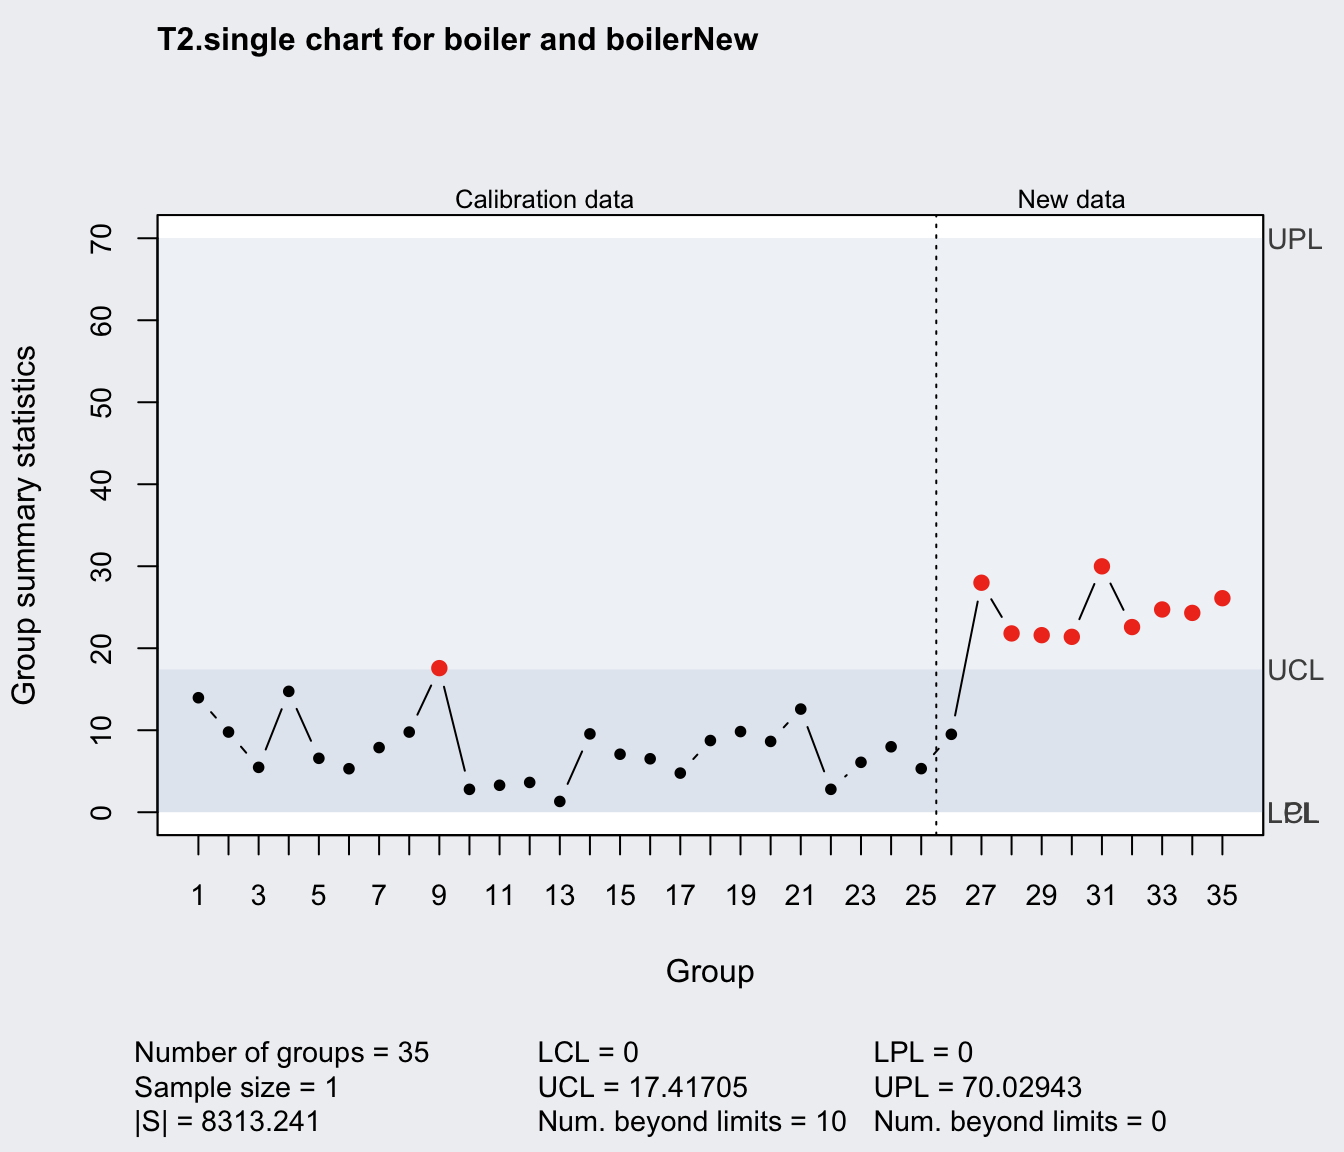 T2.single chart for boiler and boilerNew
Calibration data New data
Group summary statistics
70
60
50
40
30
20
10
0
UPL
UCL
LPL
1 3 5 7 9 11 13 15 17 19 21 23 25 27 29 31 33 35
Group
Number of groups = 35 LCL = 0 LPL = 0
Sample size = 1 UCL = 17.41705 UPL = 70.02943
|S| = 8313.241 Num. beyond limits = 10 Num. beyond limits = 0